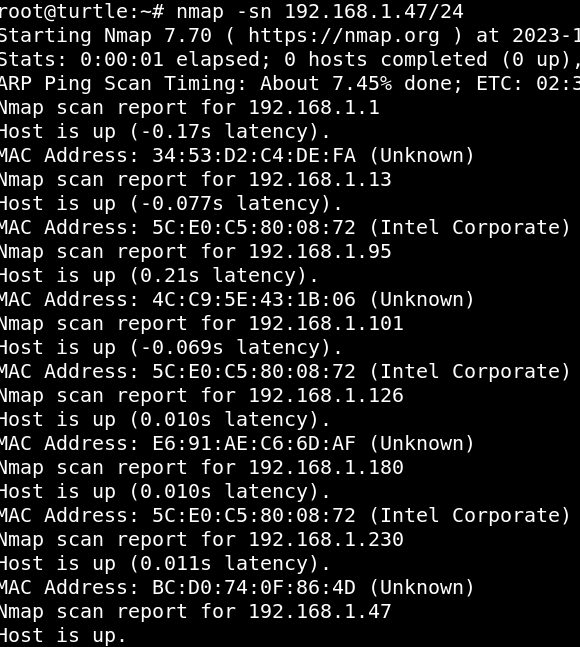 root@turtle:~# nmap -sn 192.168.1.47/24
Starting Nmap 7.70 ( https://nmap.org ) at 2023-1
Stats: 0:00:01 elapsed; 0 hosts completed (0 up),
ARP Ping Scan Timing: About 7.45% done; ETC: 02:3
Nmap scan report for 192.168.1.1
Host is up (-0.17s latency).
MAC Address: 34:53:D2:C4:DE:FA (Unknown)
Nmap scan report for 192.168.1.13
Host is up (-0.077s latency).
MAC Address: 5C:E0:C5:80:08:72 (Intel Corporate)
Nmap scan report for 192.168.1.95
Host is up (0.21s latency).
MAC Address: 4C:C9:5E:43:1B:06 (Unknown)
Nmap scan report for 192.168.1.101
Host is up (-0.069s latency).
MAC Address: 5C:E0:C5:80:08:72 (Intel Corporate)
Nmap scan report for 192.168.1.126
Host is up (0.010s latency).
MAC Address: E6:91:AE:C6:6D:AF (Unknown)
Nmap scan report for 192.168.1.180
Host is up (0.010s latency).
MAC Address: 5C:E0:C5:80:08:72 (Intel Corporate)
Nmap scan report for 192.168.1.230
Host is up (0.011s latency).
MAC Address: BC:D0:74:0F:86:4D (Unknown)
Nmap scan report for 192.168.1.47
Host is up.